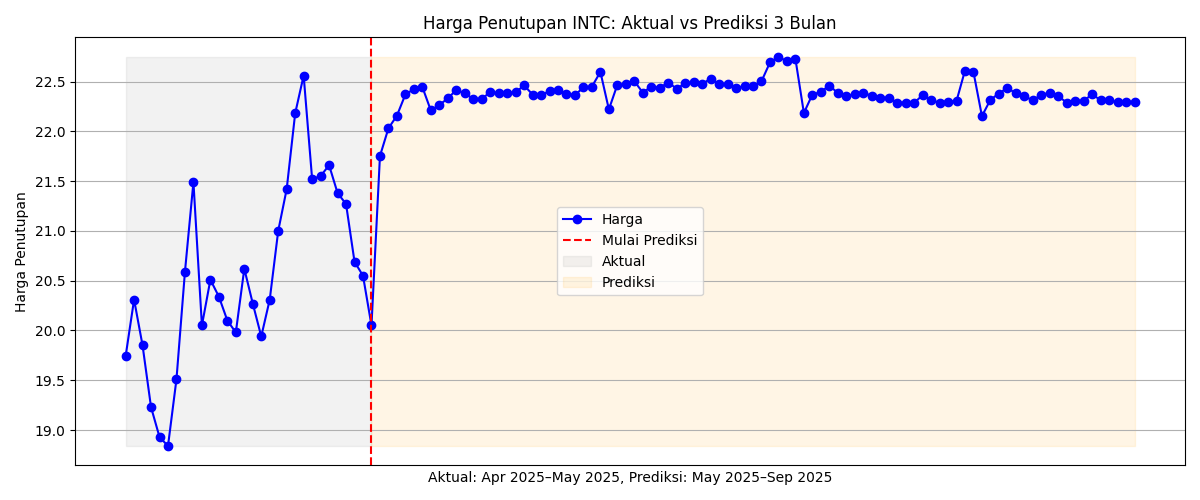 Harga Penutupan INTC: Aktual vs Prediksi 3 Bulan
Harga Penutupan
22.5
22.0
21.5
21.0
20.5
20.0
19.5
19.0
Harga
Mulai Prediksi
Aktual
Prediksi
Aktual: Apr 2025–May 2025, Prediksi: May 2025–Sep 2025